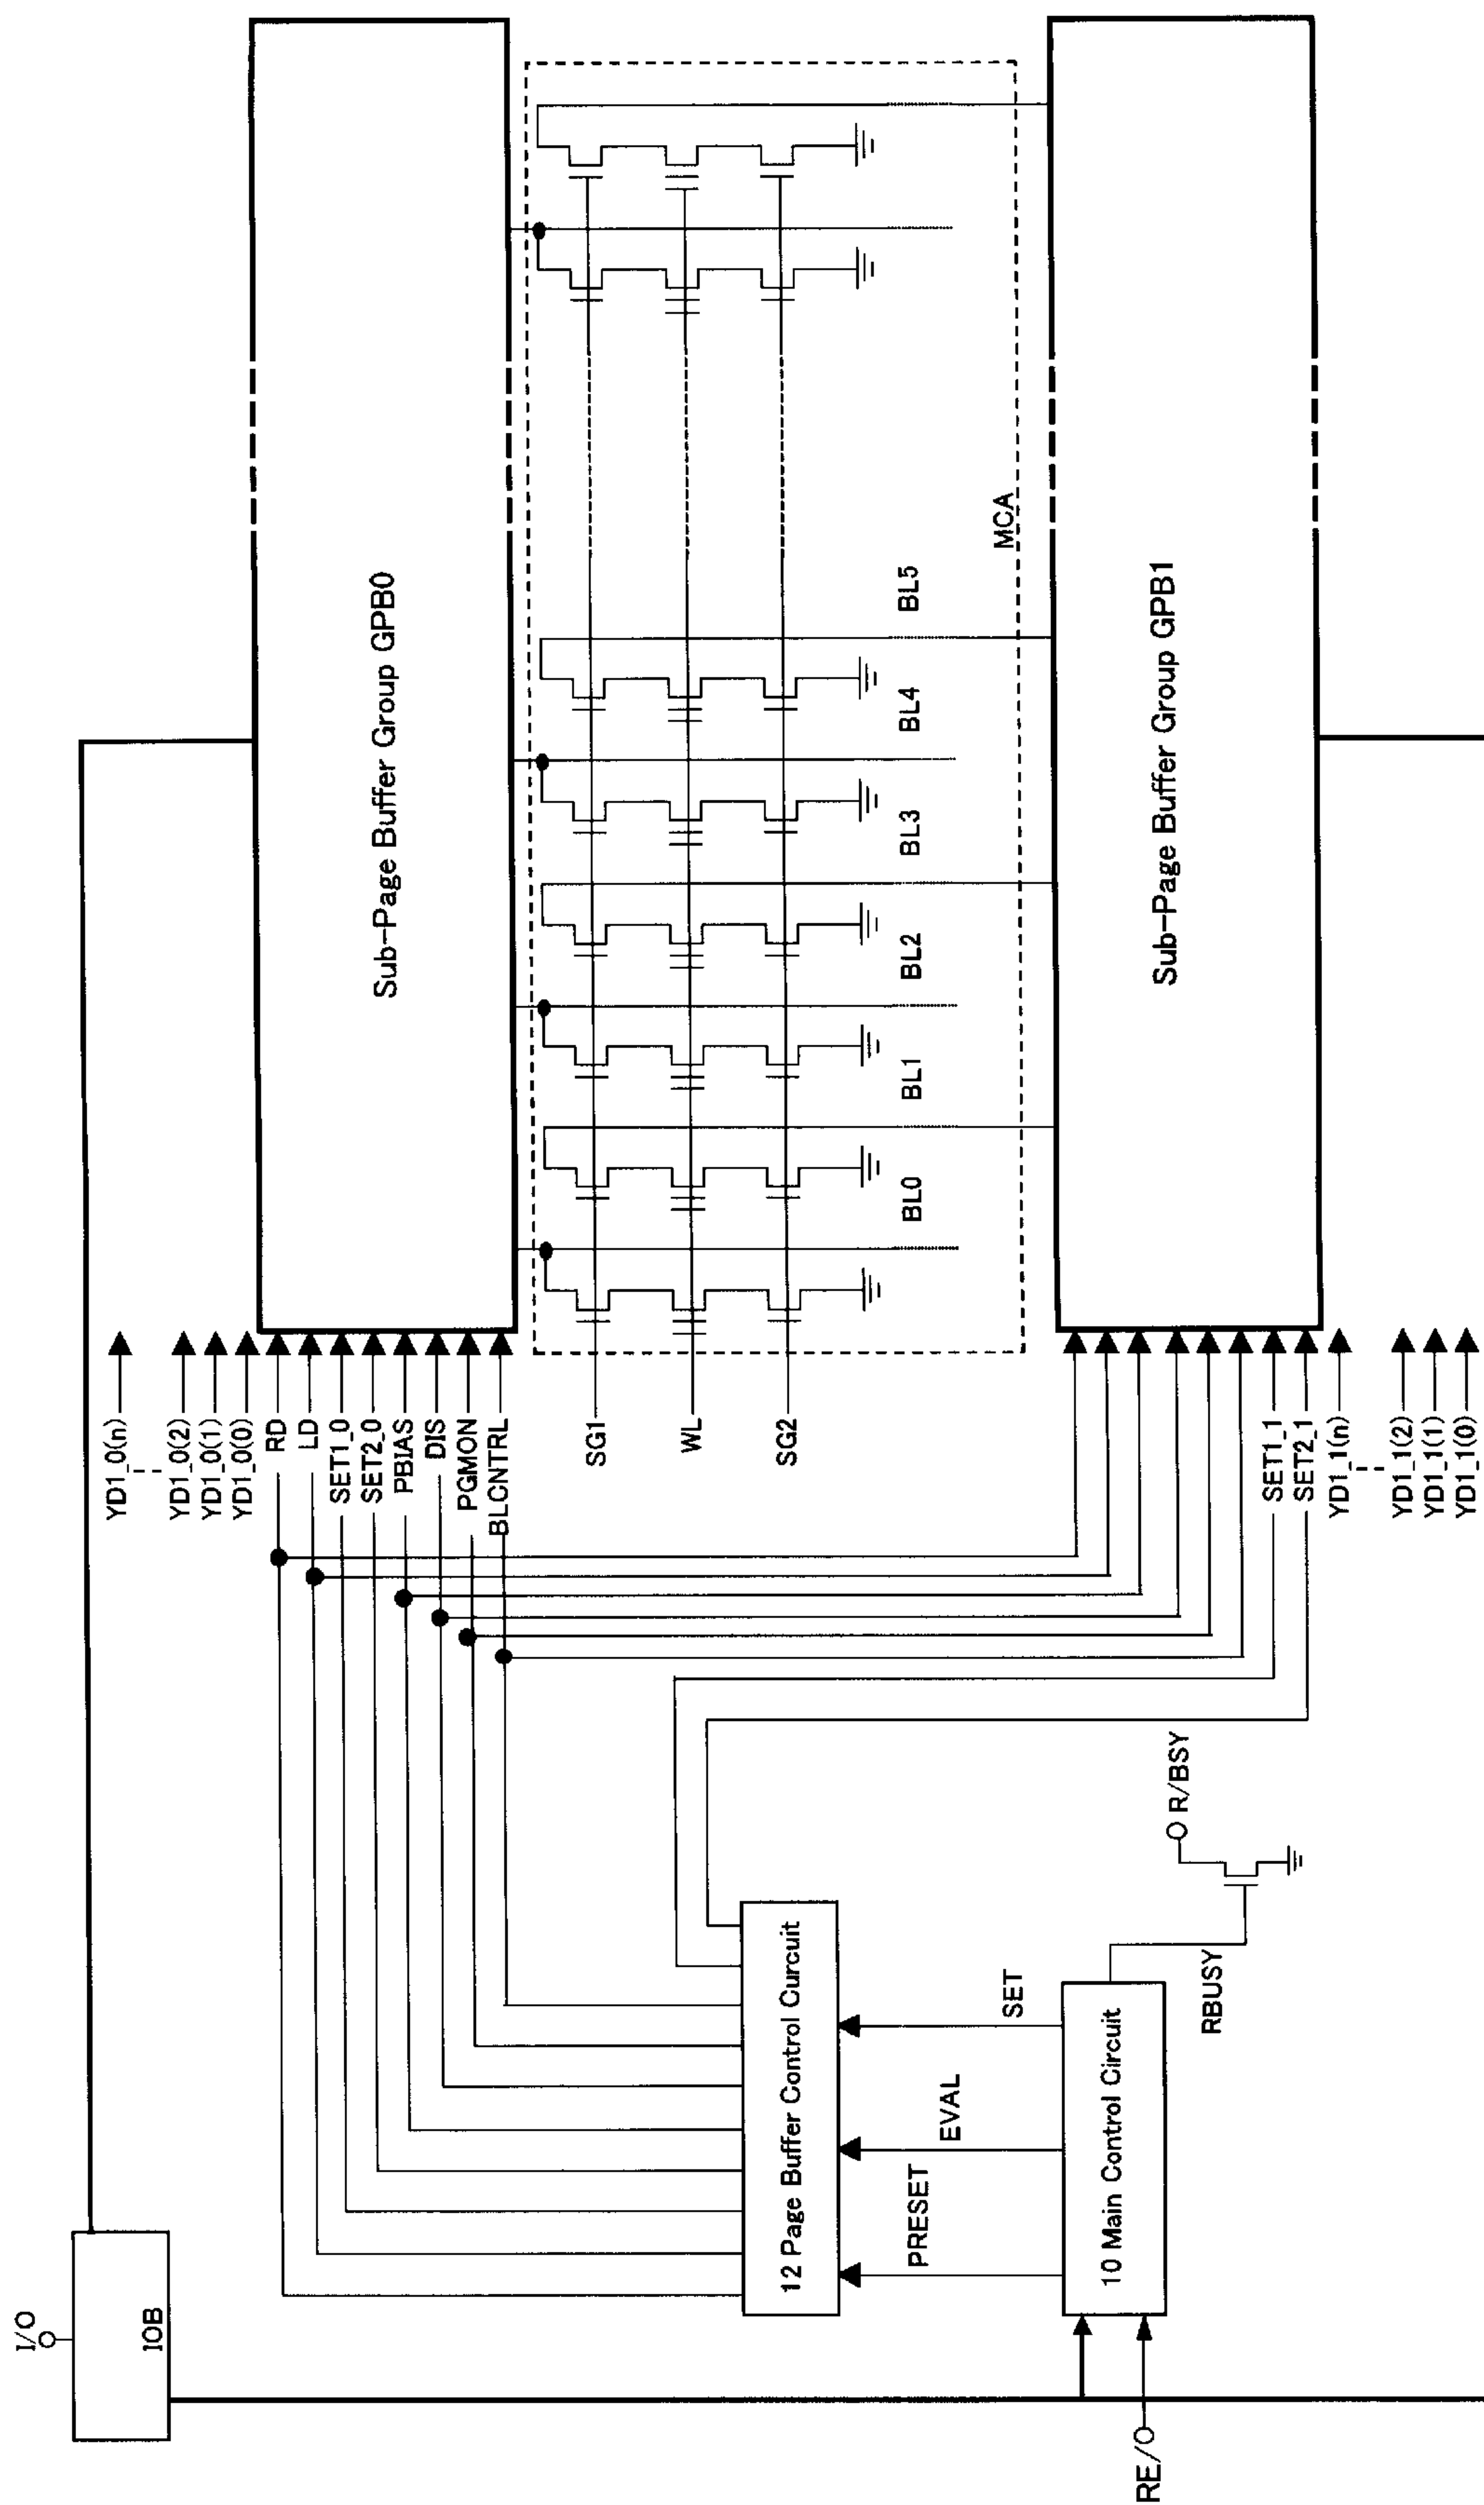 I/O
IOB
RE/O
10 Main Control Circuit
PRESET
EVAL
SET
RBUSY
R/BSY
12 Page Buffer Control Curcuit
YD1_0(n)
YD1_0(2)
YD1_0(1)
YD1_0(0)
RD
LD
SET1_0
SET2_0
PBIAS
DIS
PGMON
BLCNTRL
SG1
WL
SG2
SET1_1
SET2_1
YD1_1(n)
YD1_1(2)
YD1_1(1)
YD1_1(0)
Sub-Page Buffer Group GPB0
BL0
BL1
BL2
BL3
BL4
BL5
MCA
Sub-Page Buffer Group GPB1